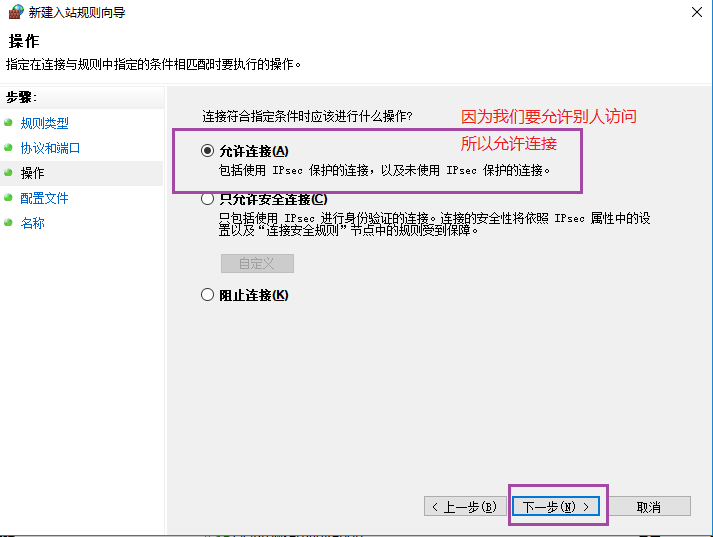 新建入站规则向导
操作
指定在连接与规则中指定的条件相匹配时要执行的操作。
步骤:
规则类型
协议和端口
操作
配置文件
名称
连接符合指定条件时应该进行什么操作?
因为我们要允许别人访问
所以允许连接
允许连接(A)
包括使用 IPsec 保护的连接，以及未使用 IPsec 保护的连接。
只允许安全连接(C)
只包括使用 IPsec 进行身份验证的连接。连接的安全性将依照 IPsec 属性中的设
置以及“连接安全规则”节点中的规则受到保障。
自定义
阻止连接(K)
< 上一步(B)
下一步(N) >
取消